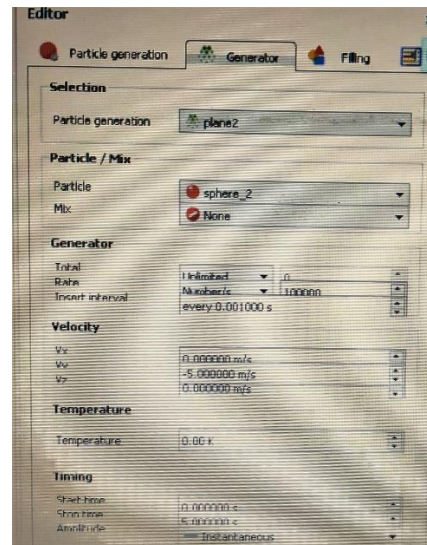 Editor
Particle generation Generator Filling
Selection
Particle generation plane2
Particle / Mix
Particle sphere_2
Mix None
Generator
Total Unlimited 0
Rate Number/s 100000
Insert interval every 0.001000 s
Velocity
Vx 0.000000 m/s
Vy -5.000000 m/s
Vz 0.000000 m/s
Temperature
Temperature 0.00 K
Timing
Start time 0.000000 s
Stop time 5.000000 s
Amplitude Instantaneous